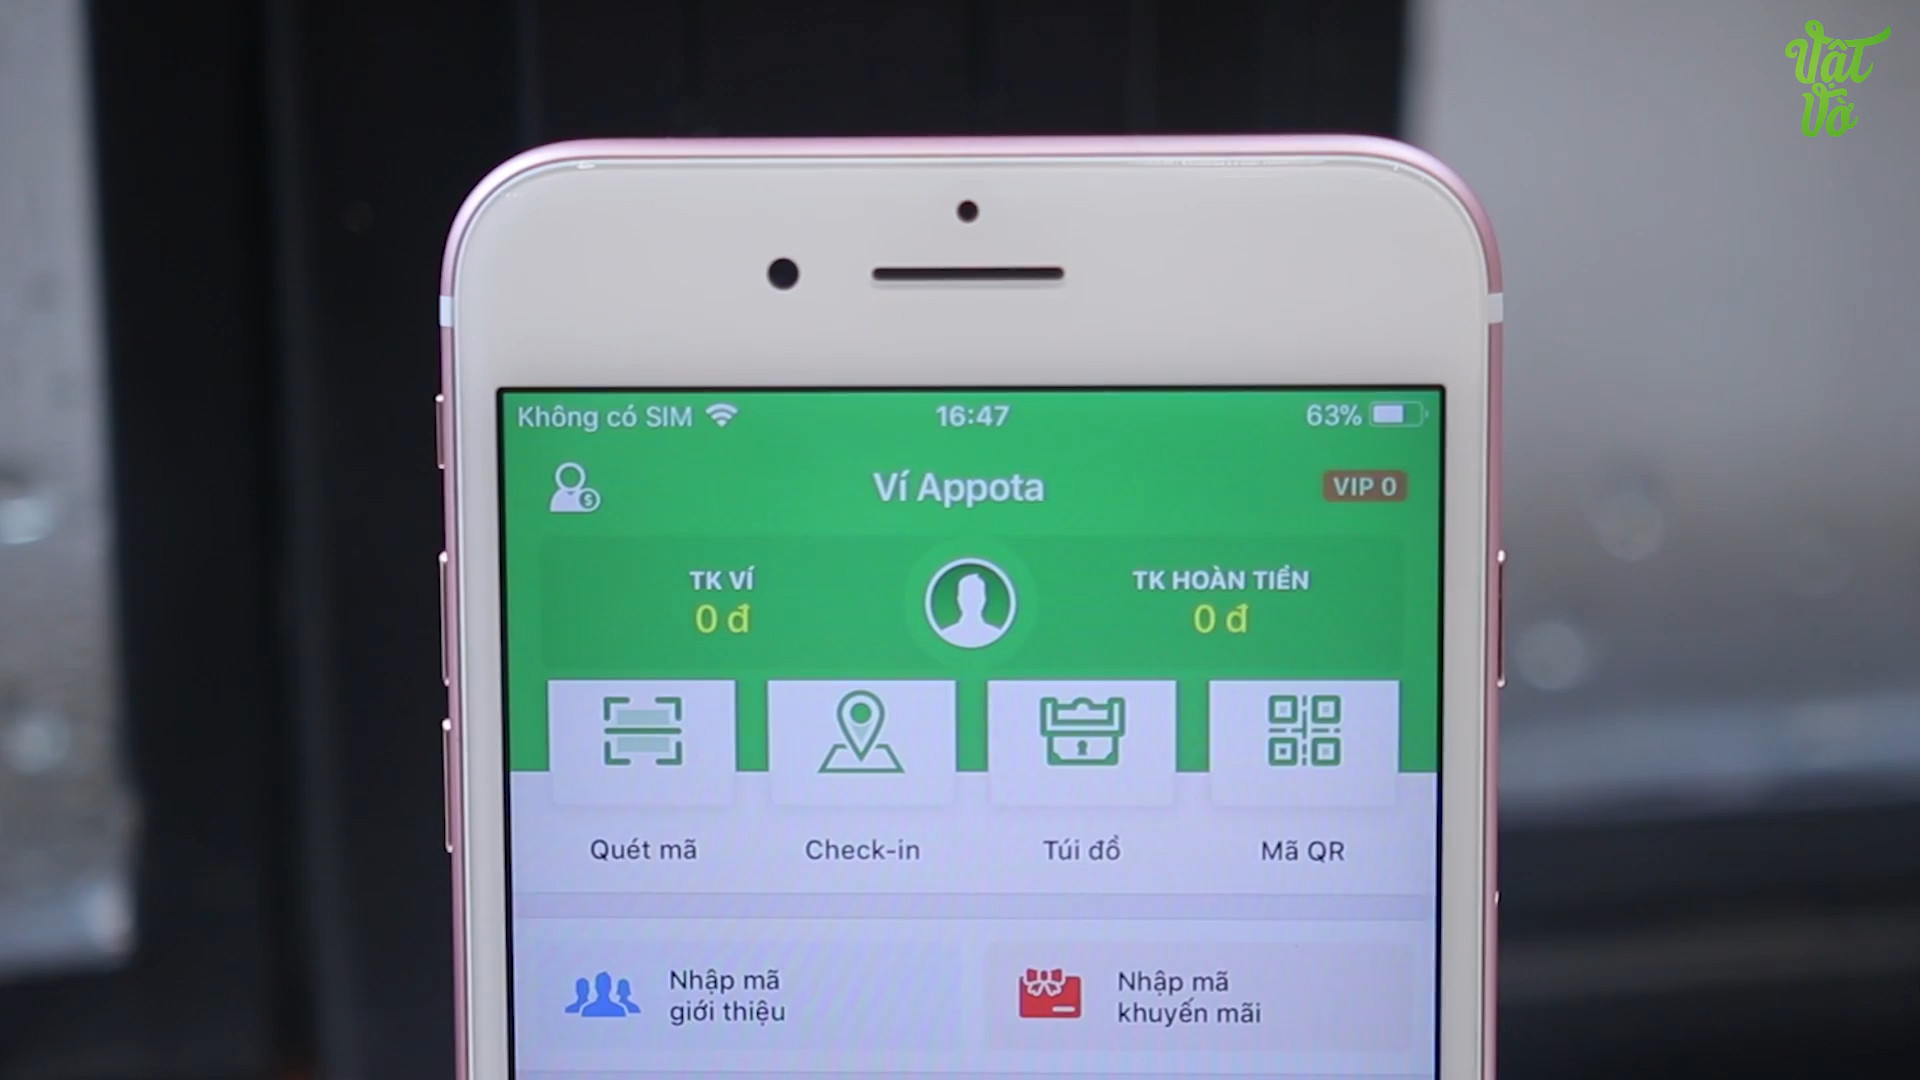 Vật
Vờ
Không có SIM 16:47 63%
Ví Appota VIP 0
TK VÍ TK HOÀN TIỀN
0 đ 0 đ
Quét mã Check-in Túi đồ Mã QR
Nhập mã
giới thiệu
Nhập mã
khuyến mãi